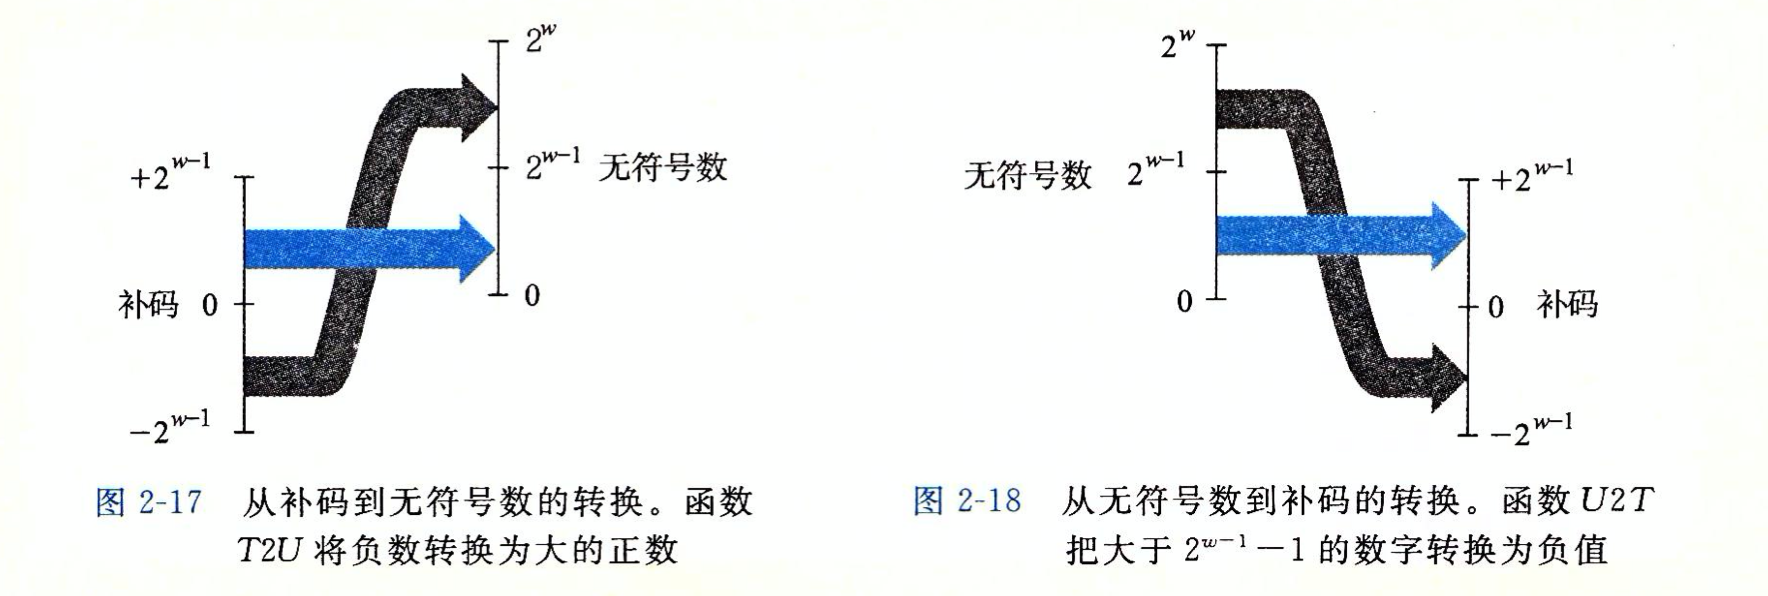 2^w
+2^{w-1}
2^{w-1} 无符号数
补码 0
0
-2^{w-1}
图 2-17 从补码到无符号数的转换。函数
T2U 将负数转换为大的正数
2^w
无符号数 2^{w-1}
+2^{w-1}
0
0 补码
-2^{w-1}
图 2-18 从无符号数到补码的转换。函数 U2T
把大于 2^{w-1}-1 的数字转换为负值